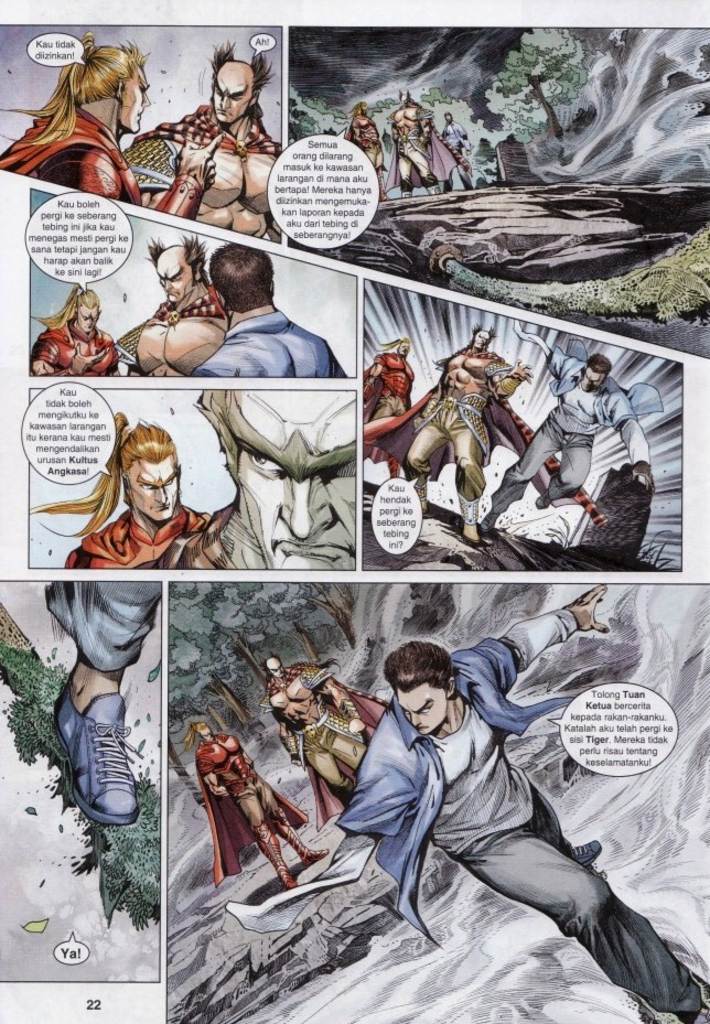 Kau tidak
diizinkan!
Ah!
Semua
orang dilarang
masuk ke kawasan
larangan di mana aku
bertapa! Mereka hanya
diizinkan mengemuka-
kan laporan kepada
aku dari tebing di
seberangnya!
Kau boleh
pergi ke seberang
tebing ini jika kau
menegas mesti pergi ke
sana tetapi jangan kau
harap akan balik
ke sini lagi!
Kau
tidak boleh
mengikutku ke
kawasan larangan
itu kerana kau mesti
mengendalikan
urusan Kultus
Angkasa!
Kau
hendak
pergi ke
seberang
tebing
ini?
Ya!
Tolong Tuan
Ketua bercerita
kepada rakan-rakanku.
Katalah aku telah pergi ke
sisi Tiger. Mereka tidak
perlu risau tentang
keselamatanku!
22